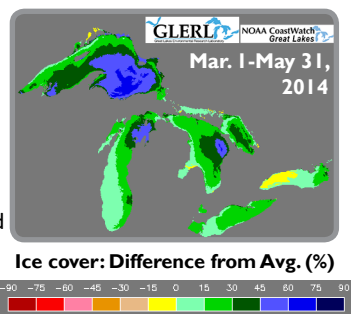 GLERL
NOAA CoastWatch
Great Lakes
Mar. 1-May 31,
2014
d
Ice cover: Difference from Avg. (%)
-90 -75 -60 -45 -30 -15 0 15 30 45 60 75 90